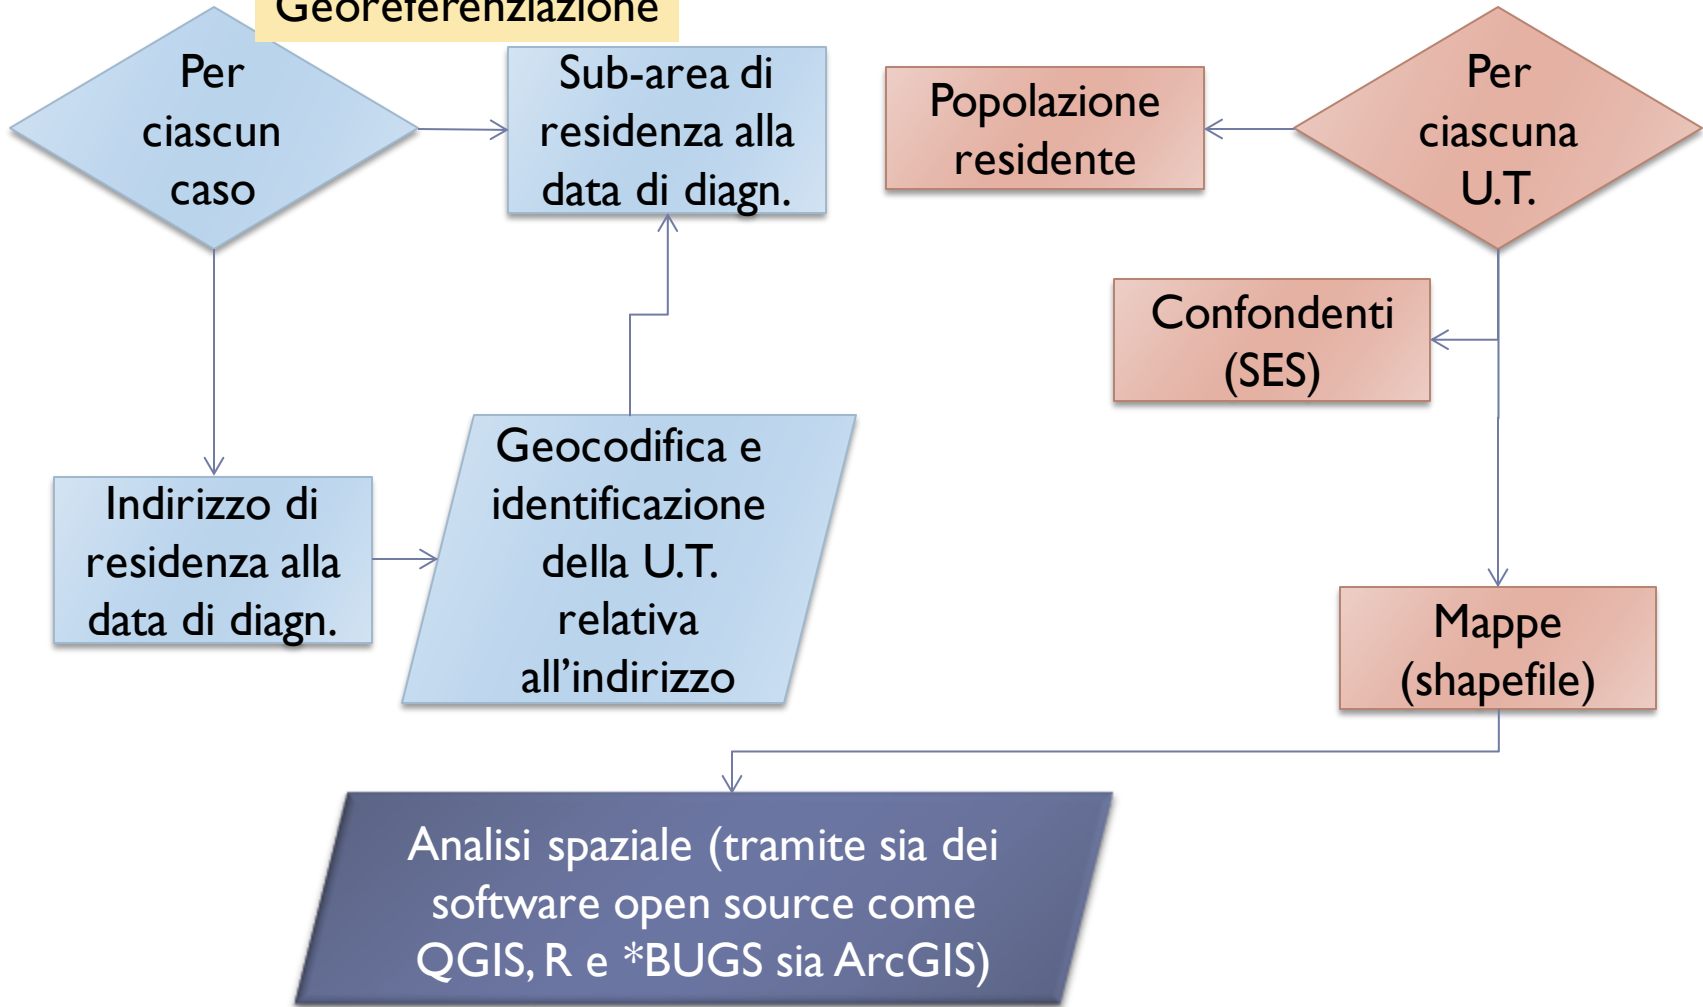 Georeferenziazione
Per
ciascun
caso
Sub-area di
residenza alla
data di diagn.
Popolazione
residente
Per
ciascuna
U.T.
Confondenti
(SES)
Indirizzo di
residenza alla
data di diagn.
Geocodifica e
identificazione
della U.T.
relativa
all’indirizzo
Mappe
(shapefile)
Analisi spaziale (tramite sia dei
software open source come
QGIS, R e *BUGS sia ArcGIS)